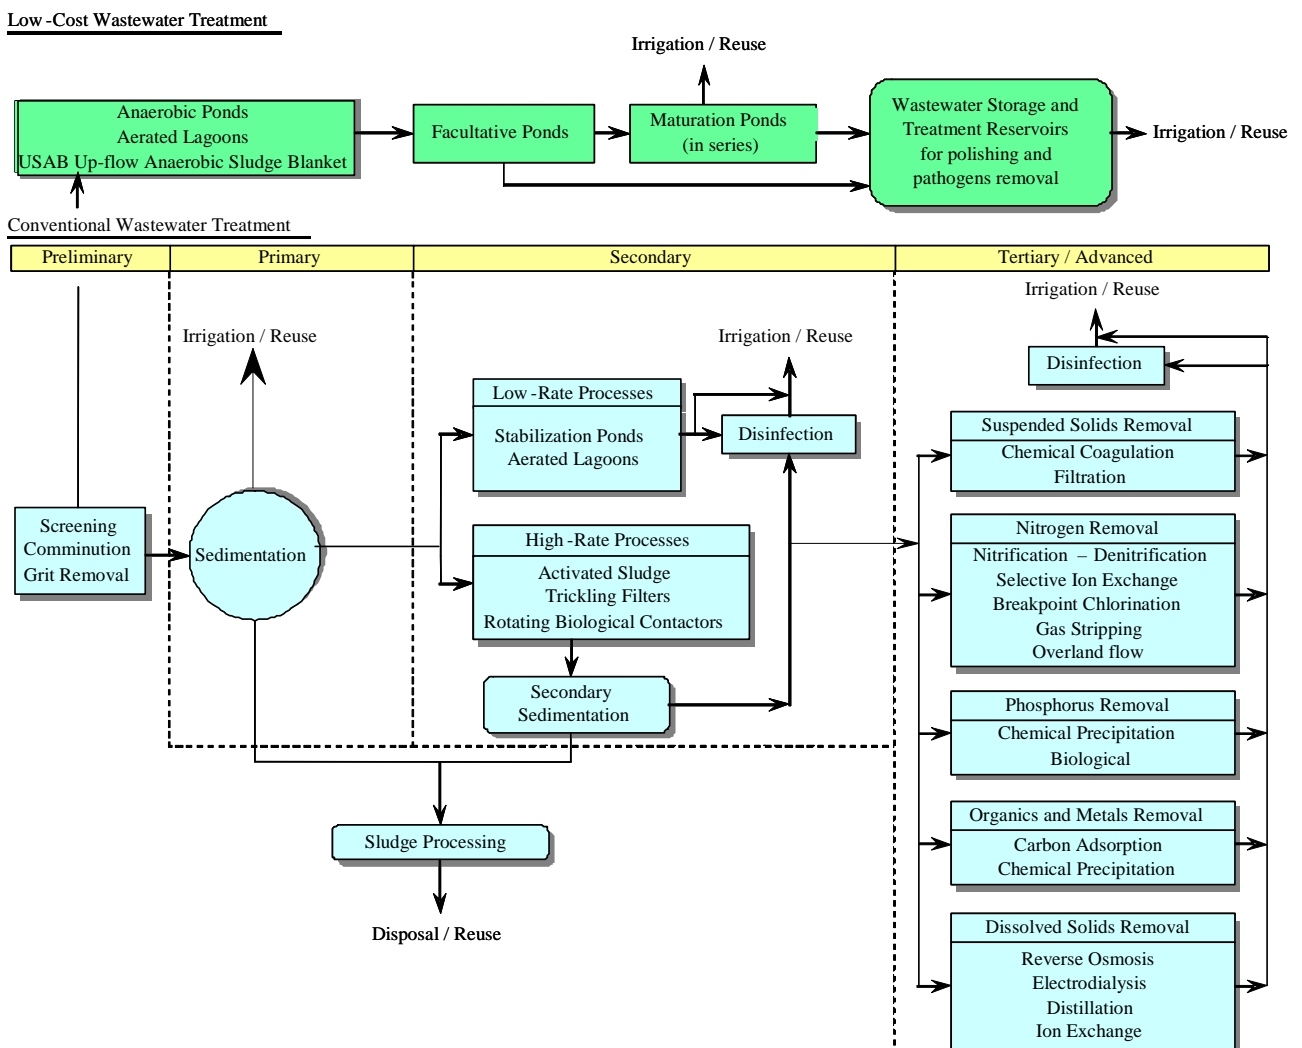 Low-Cost Wastewater Treatment
Irrigation / Reuse
Anaerobic Ponds
Aerated Lagoons
USAB Up-flow Anaerobic Sludge Blanket
Facultative Ponds
Maturation Ponds
(in series)
Wastewater Storage and
Treatment Reservoirs
for polishing and
pathogens removal
Irrigation / Reuse
Conventional Wastewater Treatment
Preliminary
Primary
Secondary
Tertiary / Advanced
Screening
Comminution
Grit Removal
Irrigation / Reuse
Sedimentation
Low-Rate Processes
Stabilization Ponds
Aerated Lagoons
Irrigation / Reuse
Disinfection
High-Rate Processes
Activated Sludge
Trickling Filters
Rotating Biological Contactors
Secondary
Sedimentation
Sludge Processing
Disposal / Reuse
Irrigation / Reuse
Disinfection
Suspended Solids Removal
Chemical Coagulation
Filtration
Nitrogen Removal
Nitrification – Denitrification
Selective Ion Exchange
Breakpoint Chlorination
Gas Stripping
Overland flow
Phosphorus Removal
Chemical Precipitation
Biological
Organics and Metals Removal
Carbon Adsorption
Chemical Precipitation
Dissolved Solids Removal
Reverse Osmosis
Electrodialysis
Distillation
Ion Exchange